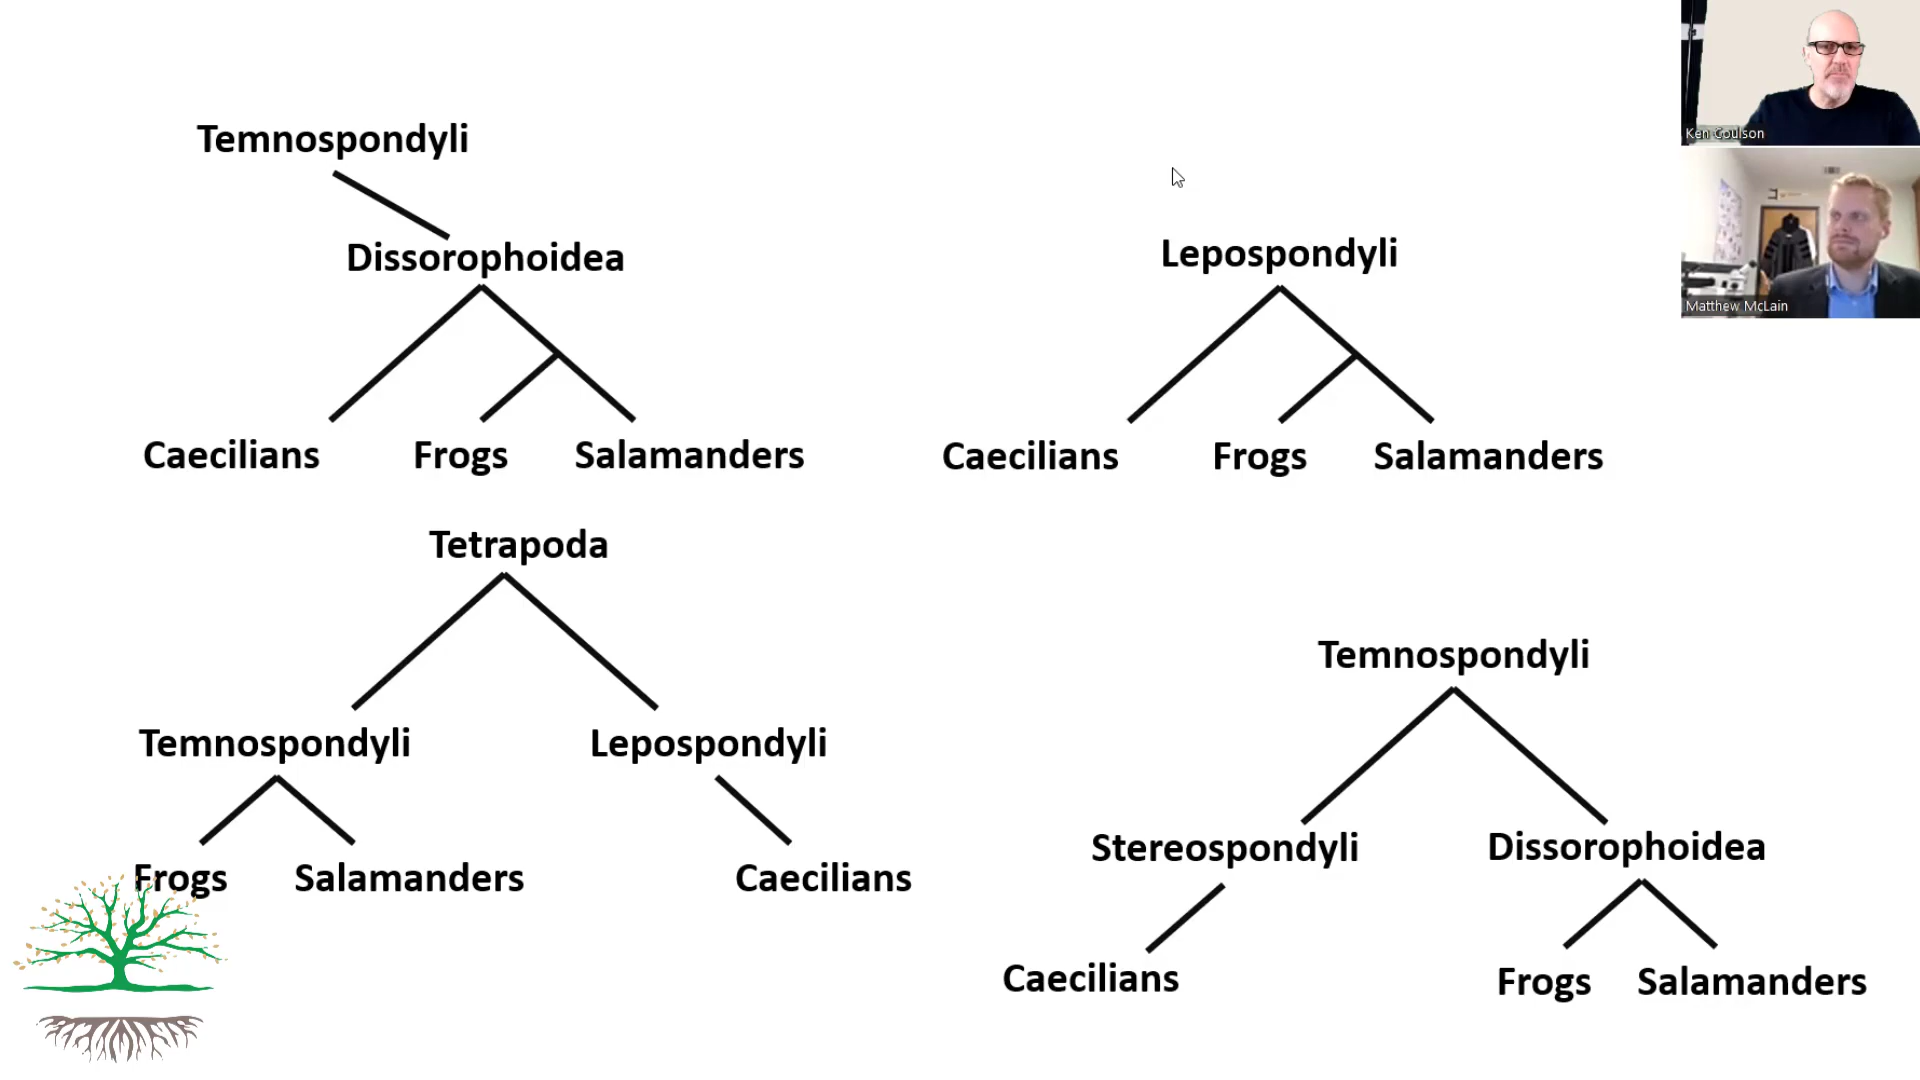 Temnospondyli
Dissorophoidea
Caecilians Frogs Salamanders
Lepospondyli
Caecilians Frogs Salamanders
Tetrapoda
Temnospondyli Lepospondyli
Frogs Salamanders Caecilians
Temnospondyli
Stereospondyli Dissorophoidea
Caecilians Frogs Salamanders
Ken Coulson
Matthew McLain